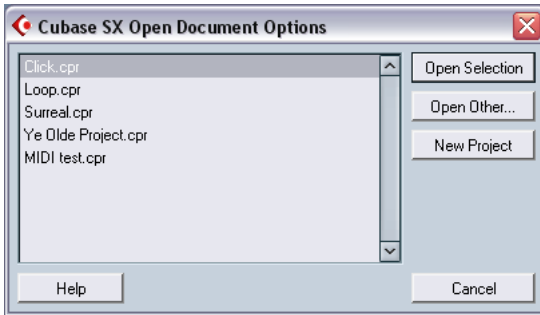 Cubase SX Open Document Options
Click.cpr
Loop.cpr
Surreal.cpr
Ye Olde Project.cpr
MIDI test.cpr
Open Selection
Open Other...
New Project
Help
Cancel